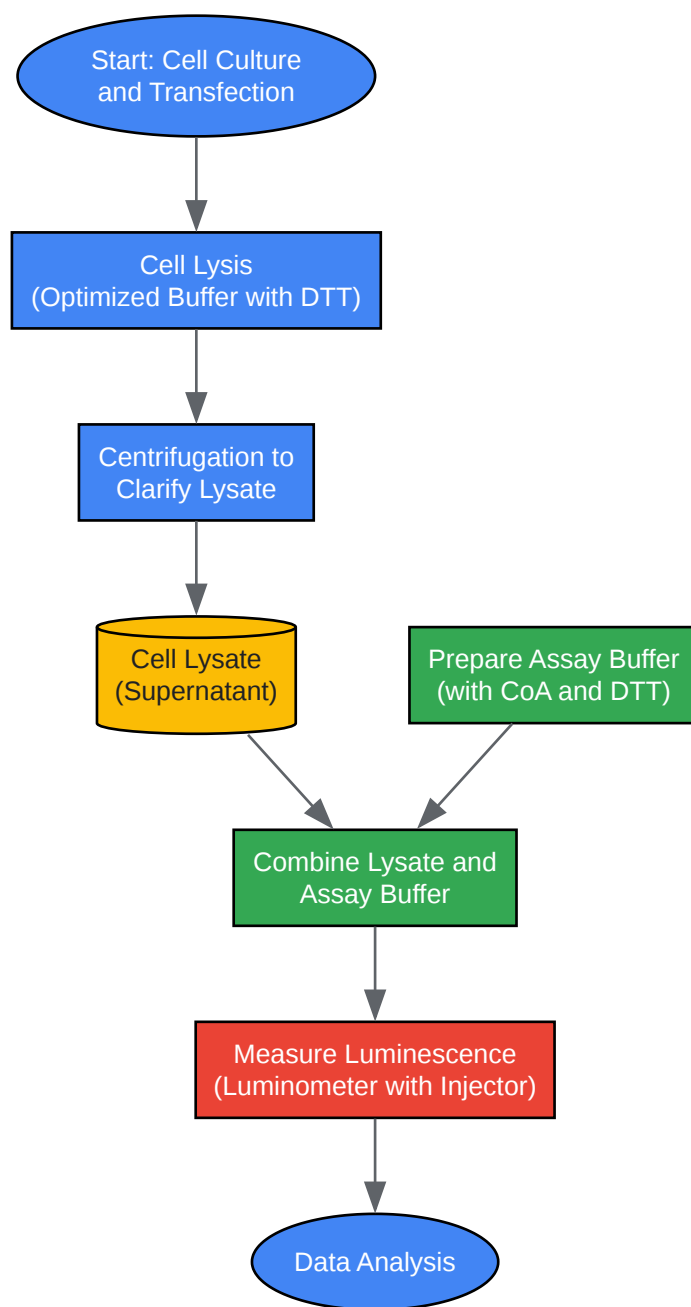 Start: Cell Culture
and Transfection
Cell Lysis
(Optimized Buffer with DTT)
Centrifugation to
Clarify Lysate
Cell Lysate
(Supernatant)
Prepare Assay Buffer
(with CoA and DTT)
Combine Lysate and
Assay Buffer
Measure Luminescence
(Luminometer with Injector)
Data Analysis